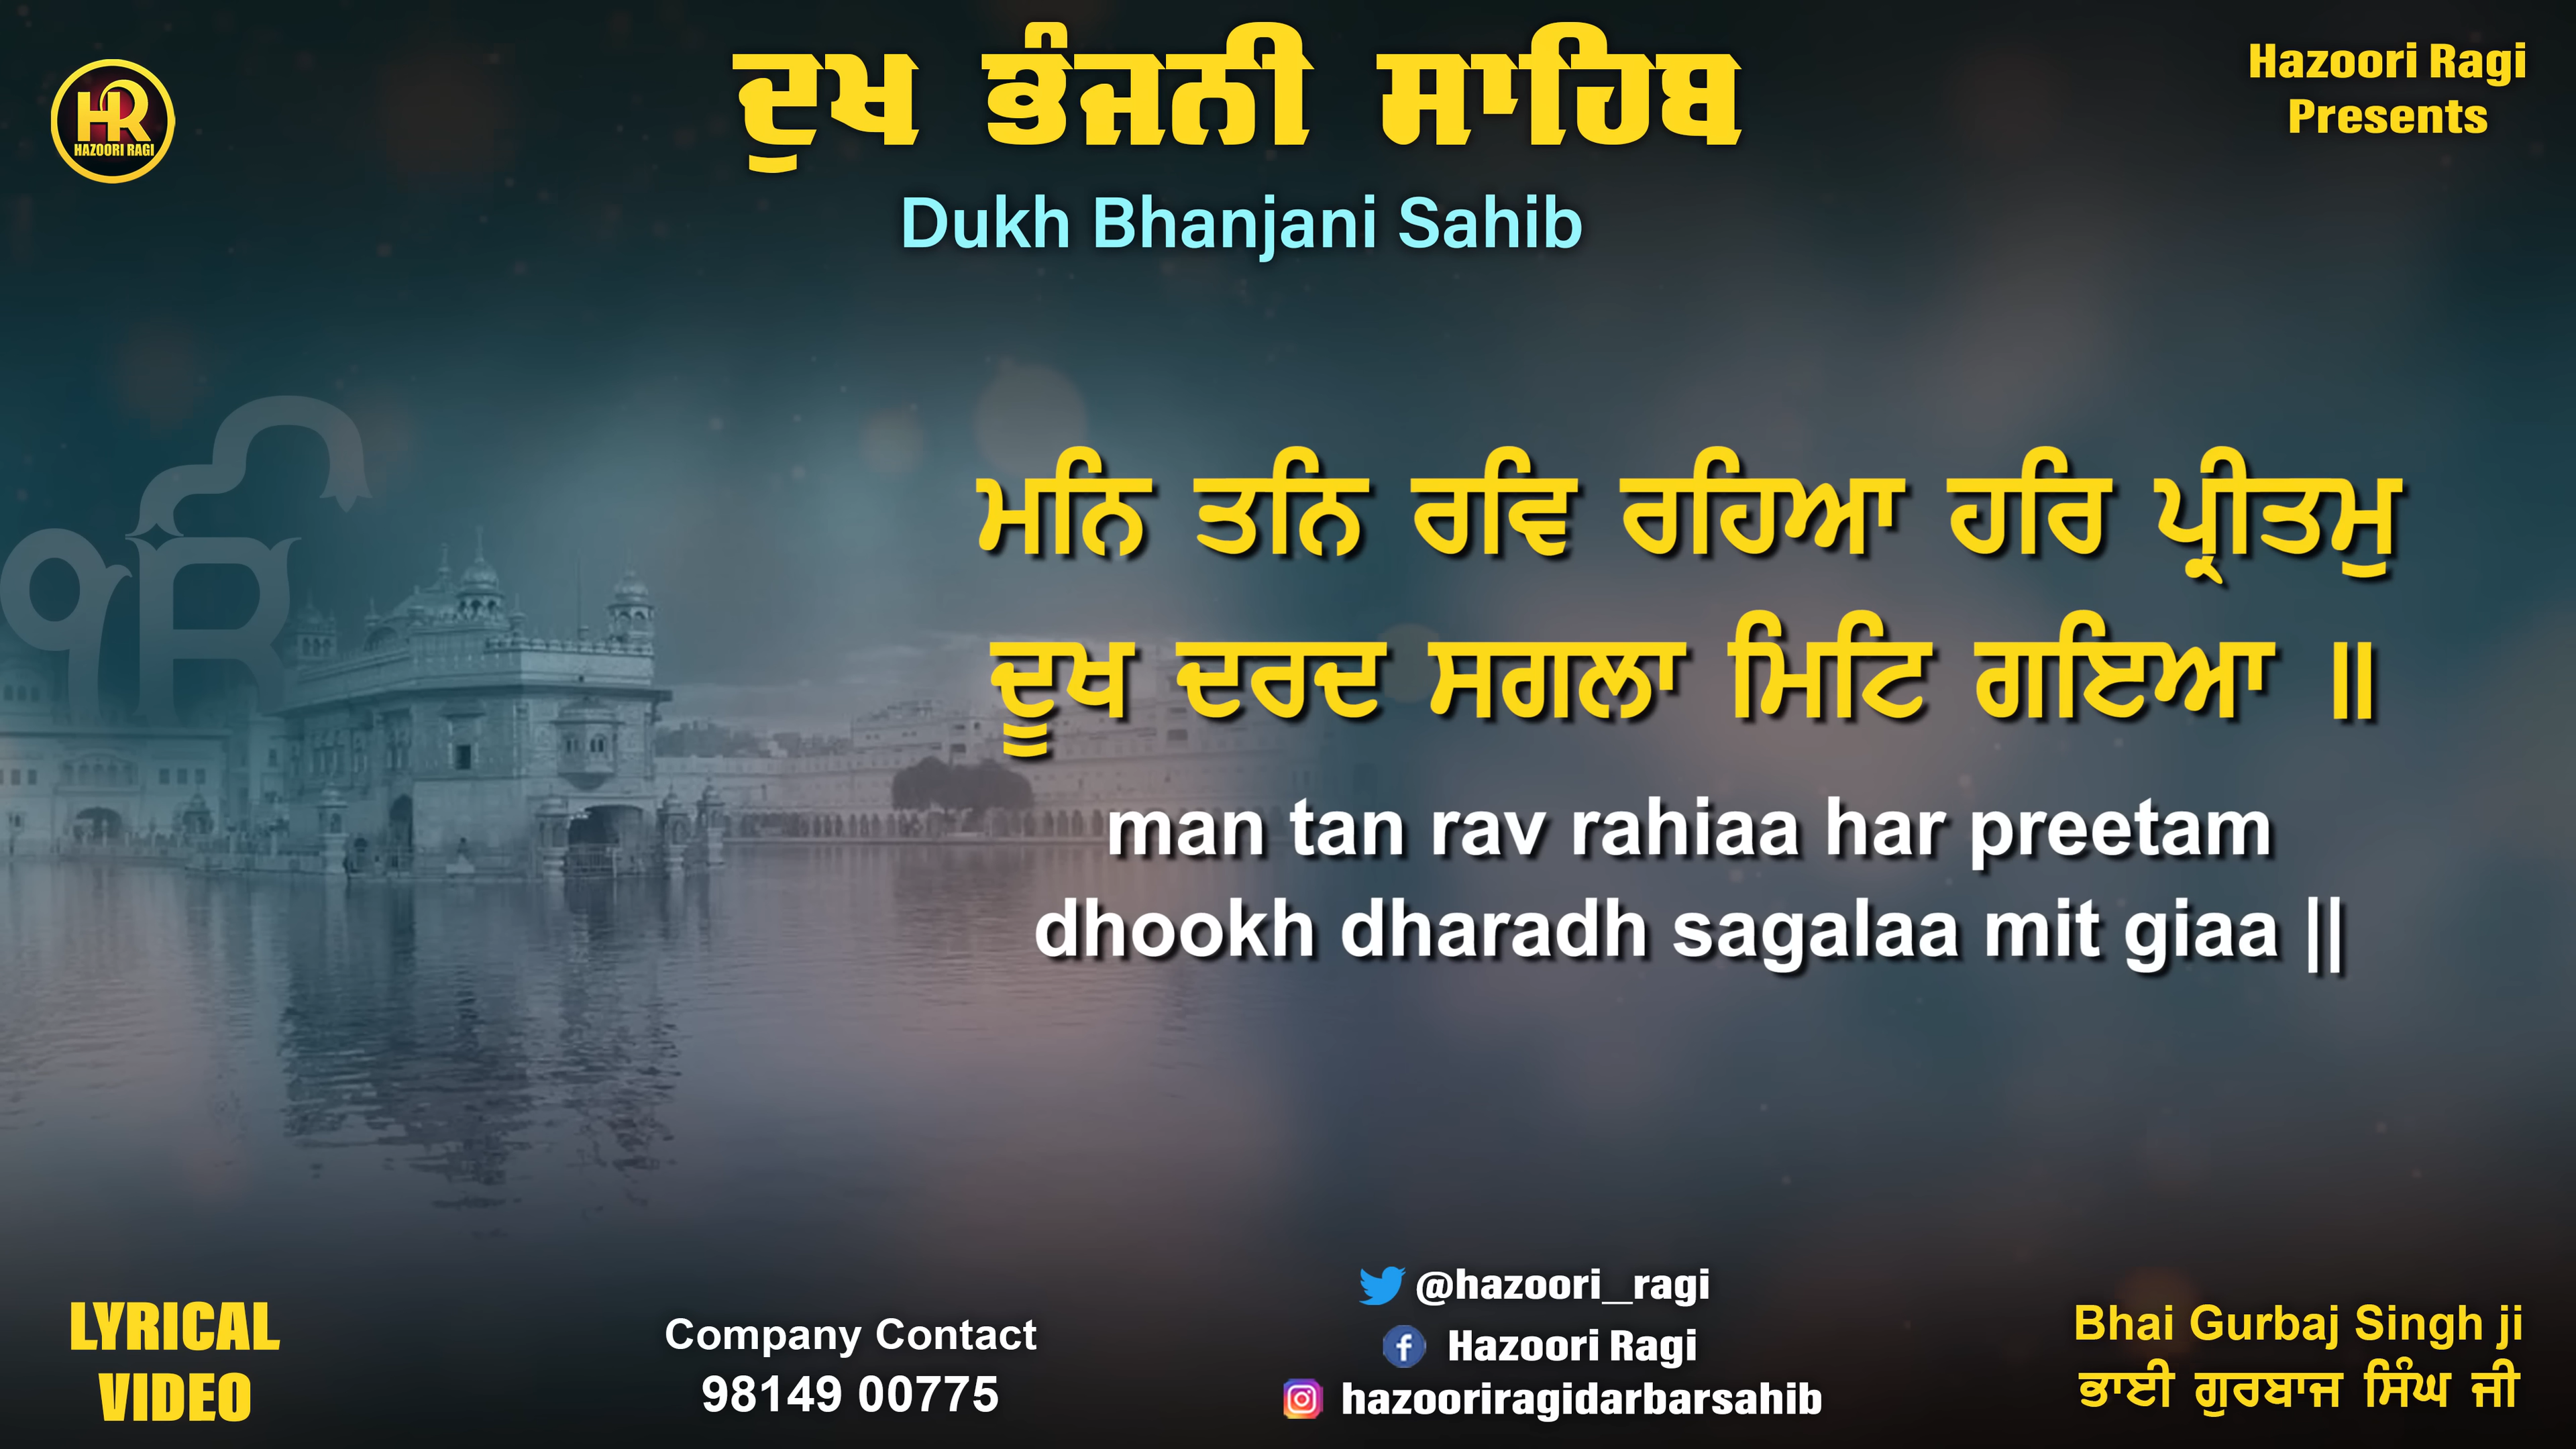 HR
HAZOORI RAGI
ਦੁਖ ਭੰਜਨੀ ਸਾਹਿਬ
Dukh Bhanjani Sahib
Hazoori Ragi
Presents
ੴ
ਮਨਿ ਤਨਿ ਰਵਿ ਰਹਿਆ ਹਰਿ ਪ੍ਰੀਤਮੁ
ਦੂਖ ਦਰਦ ਸਗਲਾ ਮਿਟਿ ਗਇਆ ॥
man tan rav rahiaa har preetam
dhookh dharadh sagalaa mit giaa ||
LYRICAL
VIDEO
Company Contact
98149 00775
@hazoori_ragi
Hazoori Ragi
hazooriragidarbarsahib
Bhai Gurbaj Singh ji
ਭਾਈ ਗੁਰਬਾਜ ਸਿੰਘ ਜੀ